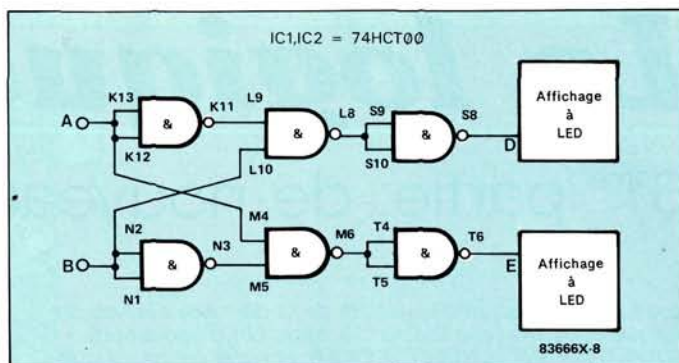 IC1,IC2 = 74HCT00
K13
K11
L9
A
&
K12
&
L8
S9
&
S8
S10
D
Affichage
à
LED
L10
M4
N2
N3
B
&
N1
M5
&
M6
T4
&
T6
T5
E
Affichage
à
LED
83666X-8